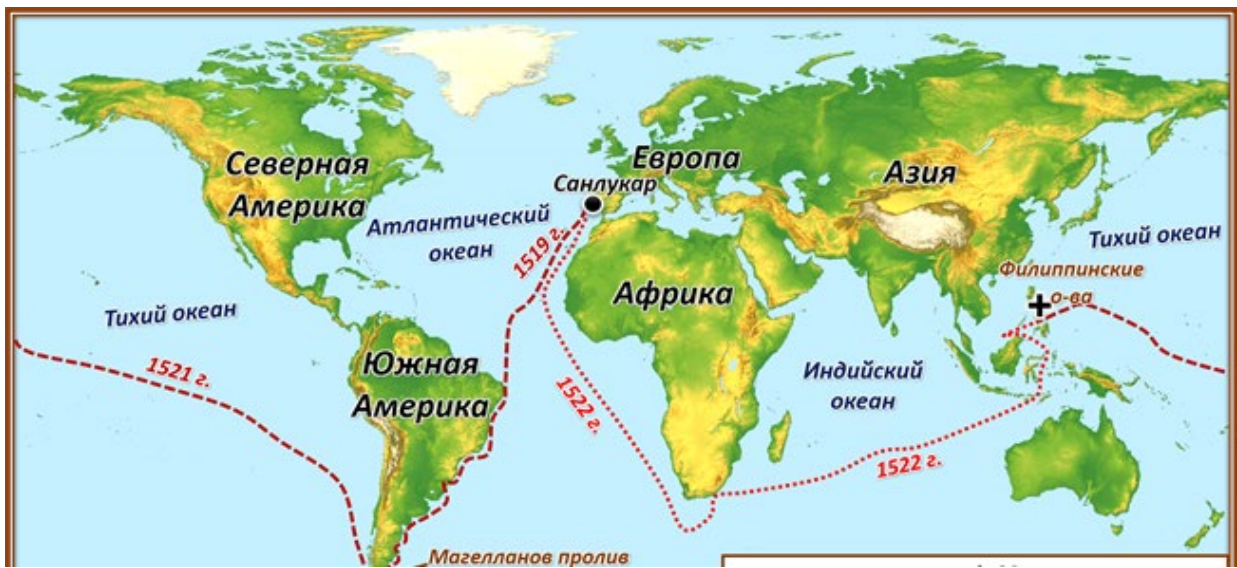 Северная
Америка
Европа
Санлукар
Азия
Атлантический
океан
1519 г.
Тихий океан
Филиппинские
о-ва
Африка
Тихий океан
1521 г.
Южная
Америка
1522 г.
Индийский
океан
1522 г.
Магелланов пролив